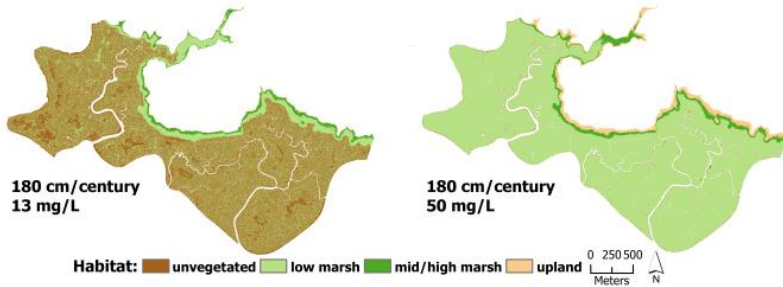 180 cm/century
13 mg/L
180 cm/century
50 mg/L
Habitat: unvegetated low marsh mid/high marsh upland
0 250 500
Meters
N